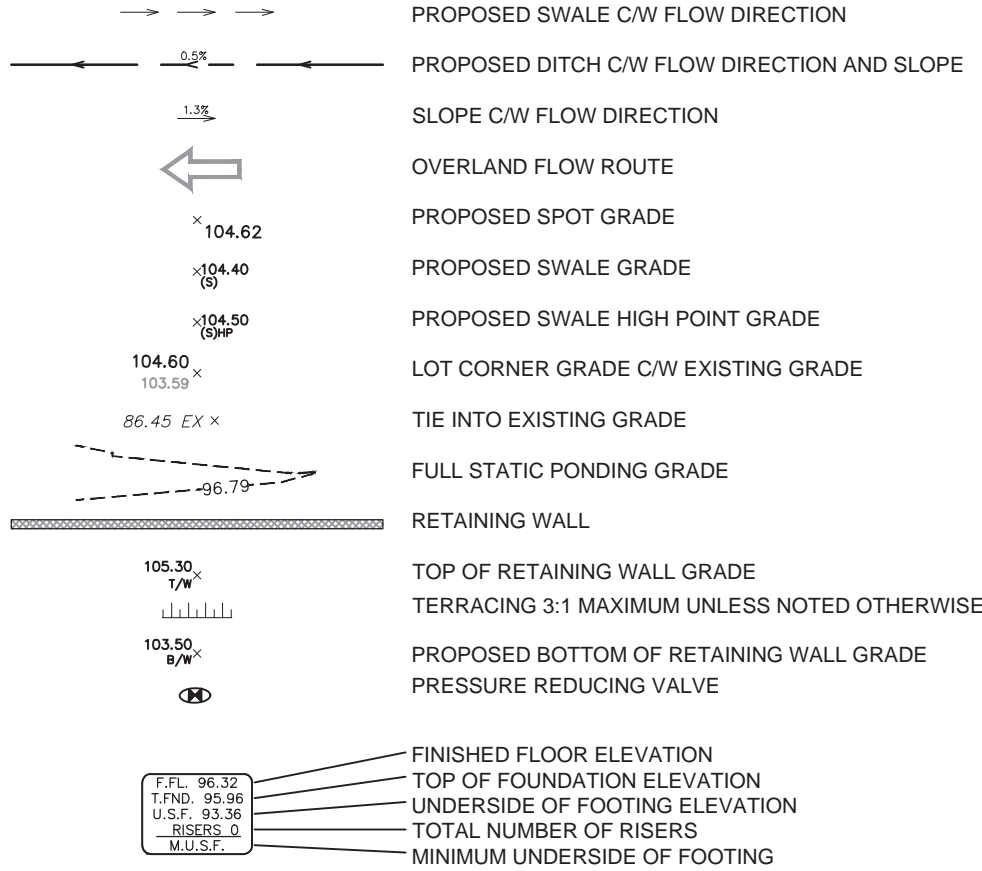 PROPOSED SWALE C/W FLOW DIRECTION
0.5%
PROPOSED DITCH C/W FLOW DIRECTION AND SLOPE
1.3%
SLOPE C/W FLOW DIRECTION
OVERLAND FLOW ROUTE
104.62
PROPOSED SPOT GRADE
104.40
(S)
PROPOSED SWALE GRADE
104.50
(S)HP
PROPOSED SWALE HIGH POINT GRADE
104.60
103.59
LOT CORNER GRADE C/W EXISTING GRADE
86.45 EX
TIE INTO EXISTING GRADE
96.79
FULL STATIC PONDING GRADE
RETAINING WALL
105.30
T/W
TOP OF RETAINING WALL GRADE
TERRACING 3:1 MAXIMUM UNLESS NOTED OTHERWISE
103.50
B/W
PROPOSED BOTTOM OF RETAINING WALL GRADE
PRESSURE REDUCING VALVE
F.FL. 96.32
FINISHED FLOOR ELEVATION
T.FND. 95.96
TOP OF FOUNDATION ELEVATION
U.S.F. 93.36
UNDERSIDE OF FOOTING ELEVATION
RISERS 0
TOTAL NUMBER OF RISERS
M.U.S.F.
MINIMUM UNDERSIDE OF FOOTING